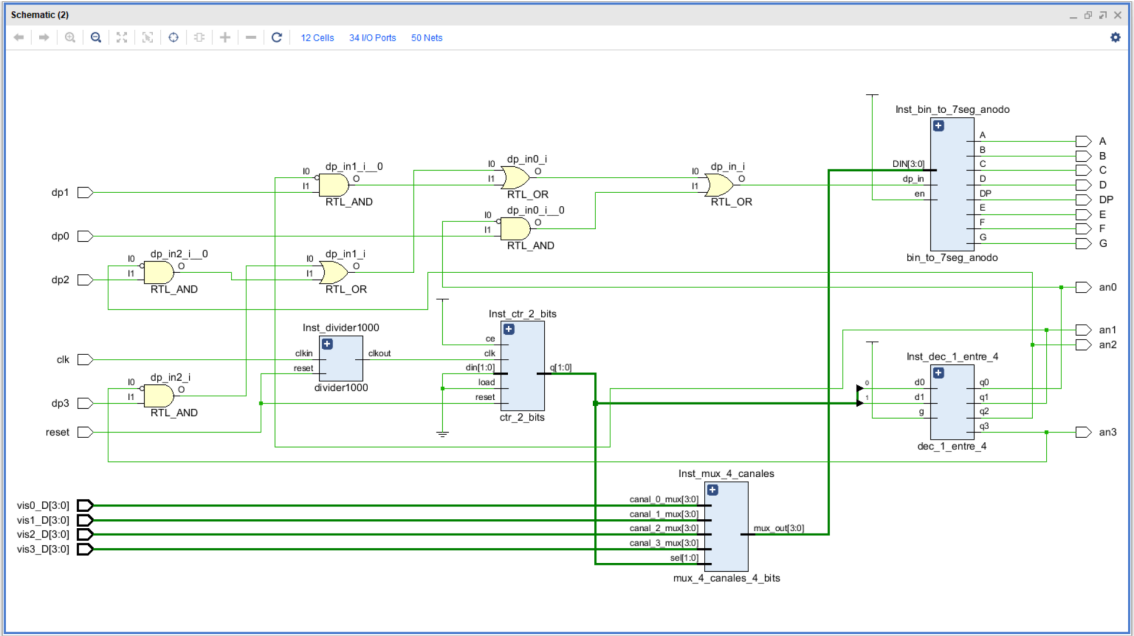 Schematic (2)
12 Cells 34 I/O Ports 50 Nets
Inst_bin_to_7seg_anodo
DIN[3:0]
dp_in
en
A
B
C
D
DP
E
F
G
bin_to_7seg_anodo
A
B
C
D
DP
E
F
G
dp1
dp0
dp2
clk
dp3
reset
dp_in1_i__0
I0
I1
O
RTL_AND
dp_in0_i
I0
I1
O
RTL_OR
dp_in_i
I0
I1
O
RTL_OR
dp_in0_i__0
I0
I1
O
RTL_AND
dp_in2_i__0
I0
I1
O
RTL_AND
dp_in1_i
I0
I1
O
RTL_OR
dp_in2_i
I0
I1
O
RTL_AND
Inst_divider1000
clkin
reset
clkout
divider1000
Inst_ctr_2_bits
ce
clk
din[1:0]
load
reset
q[1:0]
ctr_2_bits
0
1
Inst_dec_1_entre_4
d0
d1
g
q0
q1
q2
q3
dec_1_entre_4
an0
an1
an2
an3
Inst_mux_4_canales
canal_0_mux[3:0]
canal_1_mux[3:0]
canal_2_mux[3:0]
canal_3_mux[3:0]
sel[1:0]
mux_out[3:0]
mux_4_canales_4_bits
vis0_D[3:0]
vis1_D[3:0]
vis2_D[3:0]
vis3_D[3:0]